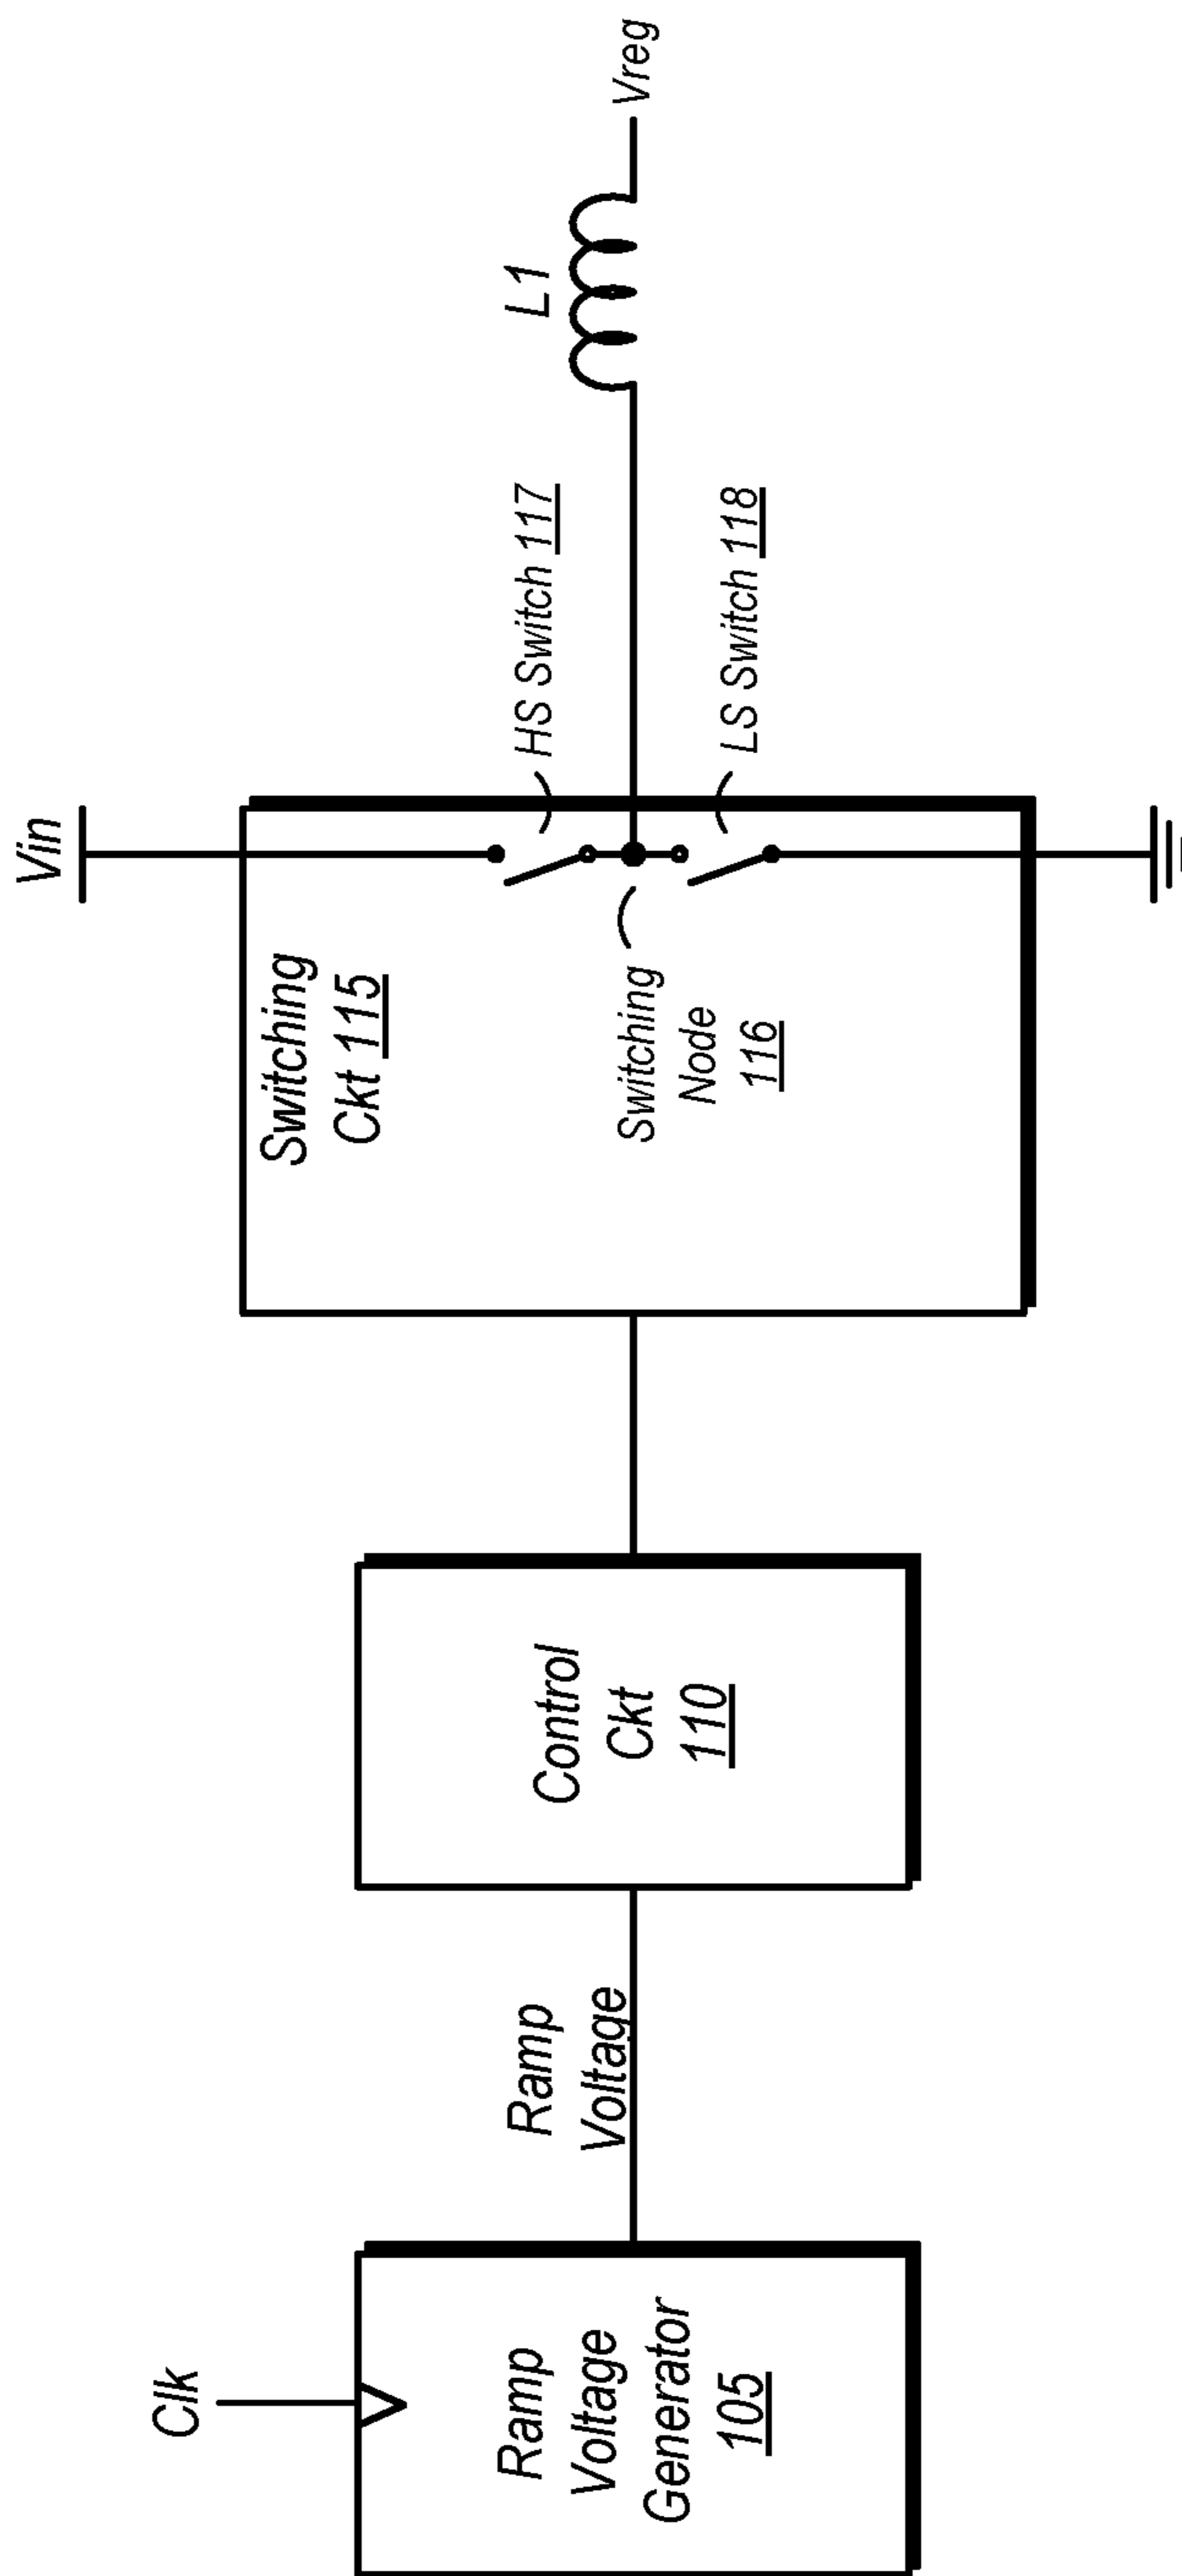 Clk
Ramp
Voltage
Generator
105
Ramp
Voltage
Control
Ckt
110
Vin
Switching
Ckt 115
Switching
Node
116
HS Switch 117
LS Switch 118
L1
Vreg